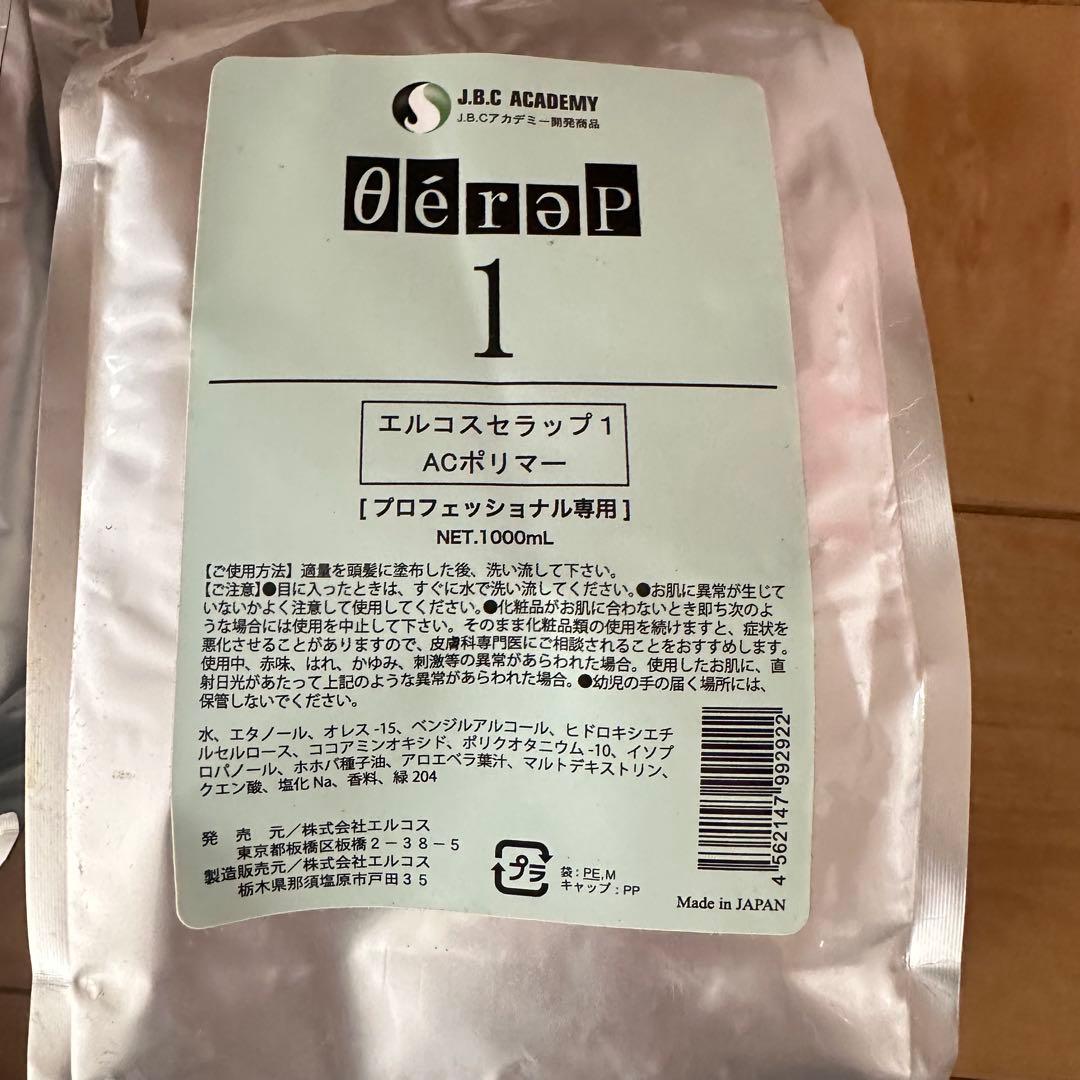 J.B.C ACADEMY
J.B.Cアカデミー開発商品
θérəP
1
エルコスセラップ1
ACポリマー
[プロフェッショナル専用]
NET.1000mL
【ご使用方法】適量を頭髪に塗布した後、洗い流して下さい。
【ご注意】●目に入ったときは、すぐに水で洗い流してください。●お肌に異常が生じて
いないかよく注意して使用してください。●化粧品がお肌に合わないとき即ち次のよ
うな場合には使用を中止して下さい。そのまま化粧品類の使用を続けますと、症状を
悪化させることがありますので、皮膚科専門医にご相談されることをおすすめします。
使用中、赤味、はれ、かゆみ、刺激等の異常があらわれた場合。使用したお肌に、直
射日光があたって上記のような異常があらわれた場合。●幼児の手の届く場所には、
保管しないでください。
水、エタノール、オレス-15、ベンジルアルコール、ヒドロキシエチ
ルセルロース、ココアミンオキシド、ポリクオタニウム-10、イソプ
ロパノール、ホホバ種子油、アロエベラ葉汁、マルトデキストリン、
クエン酸、塩化Na、香料、緑204
発 売 元／株式会社エルコス
東京都板橋区板橋2-38-5
製造販売元／株式会社エルコス
栃木県那須塩原市戸田35
プラ
袋：PE,M
キャップ：PP
4 562147 992922
Made in JAPAN